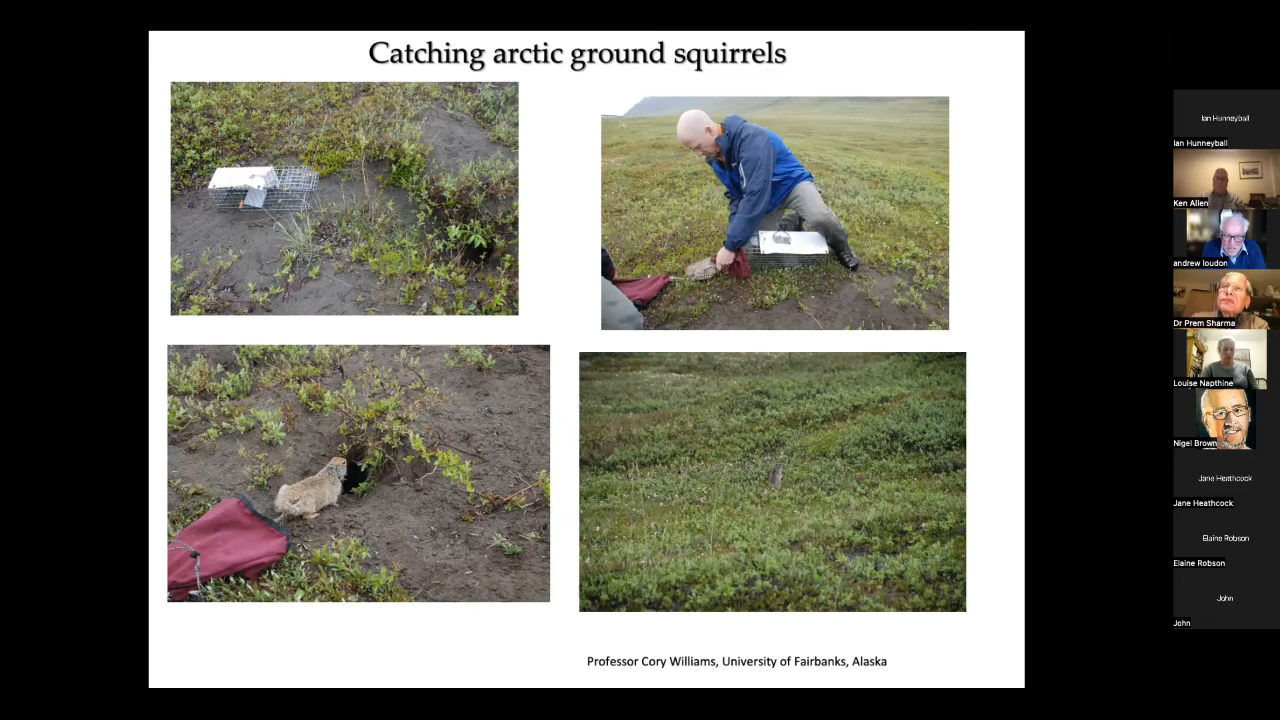 Catching arctic ground squirrels
Professor Cory Williams, University of Fairbanks, Alaska
Ian Hunneyball
Ian Hunneyball
Ken Allen
andrew loudon
Dr Prem Sharma
Louise Napthine
Nigel Brown
Jane Heathcock
Jane Heathcock
Elaine Robson
Elaine Robson
John
John